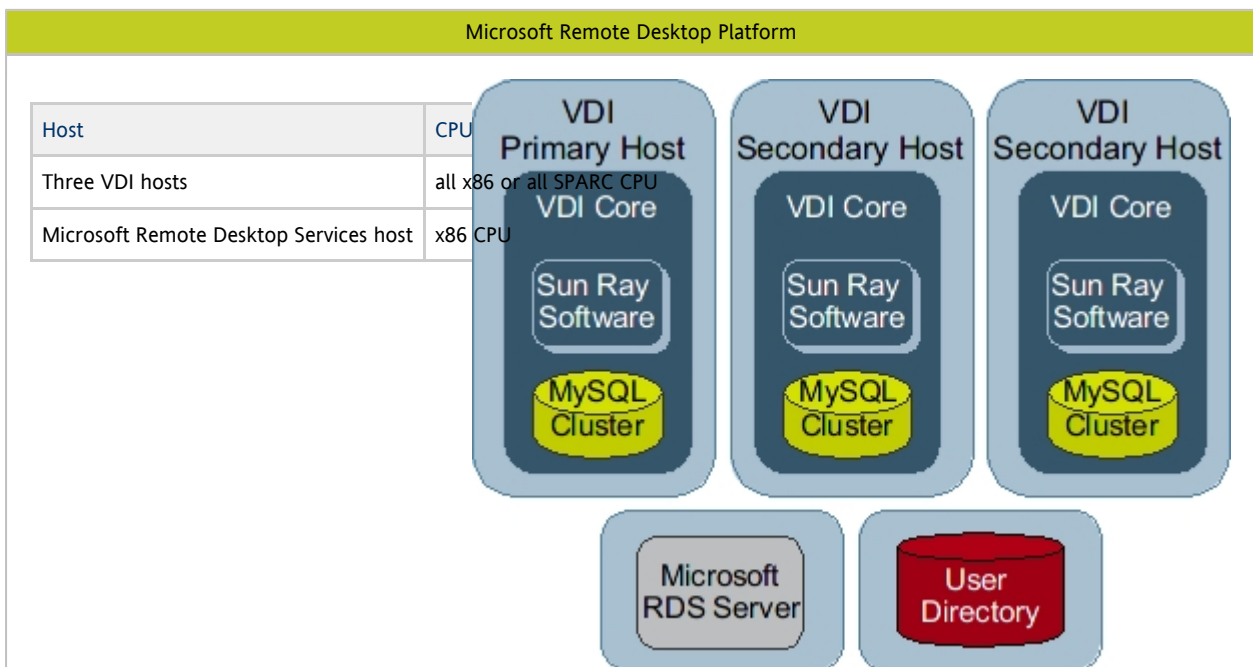 Microsoft Remote Desktop Platform
Host CPU
Three VDI hosts all x86 or all SPARC CPU
Microsoft Remote Desktop Services host x86 CPU
VDI
Primary Host
VDI Core
Sun Ray
Software
MySQL
Cluster
VDI
Secondary Host
VDI Core
Sun Ray
Software
MySQL
Cluster
VDI
Secondary Host
VDI Core
Sun Ray
Software
MySQL
Cluster
Microsoft
RDS Server
User
Directory